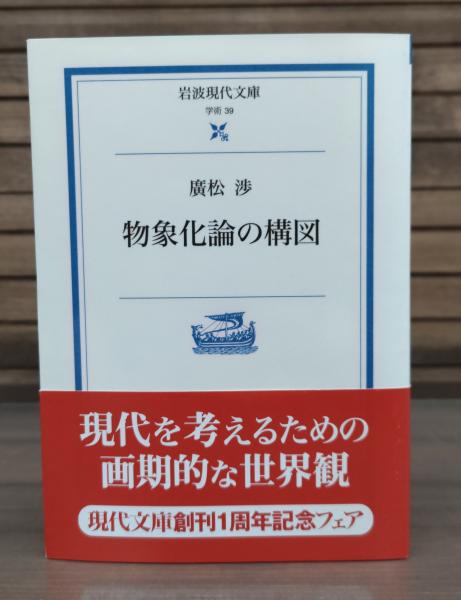 岩波現代文庫
学術 39
廣松 渉
物象化論の構図
現代を考えるための
画期的な世界観
現代文庫創刊1周年記念フェア